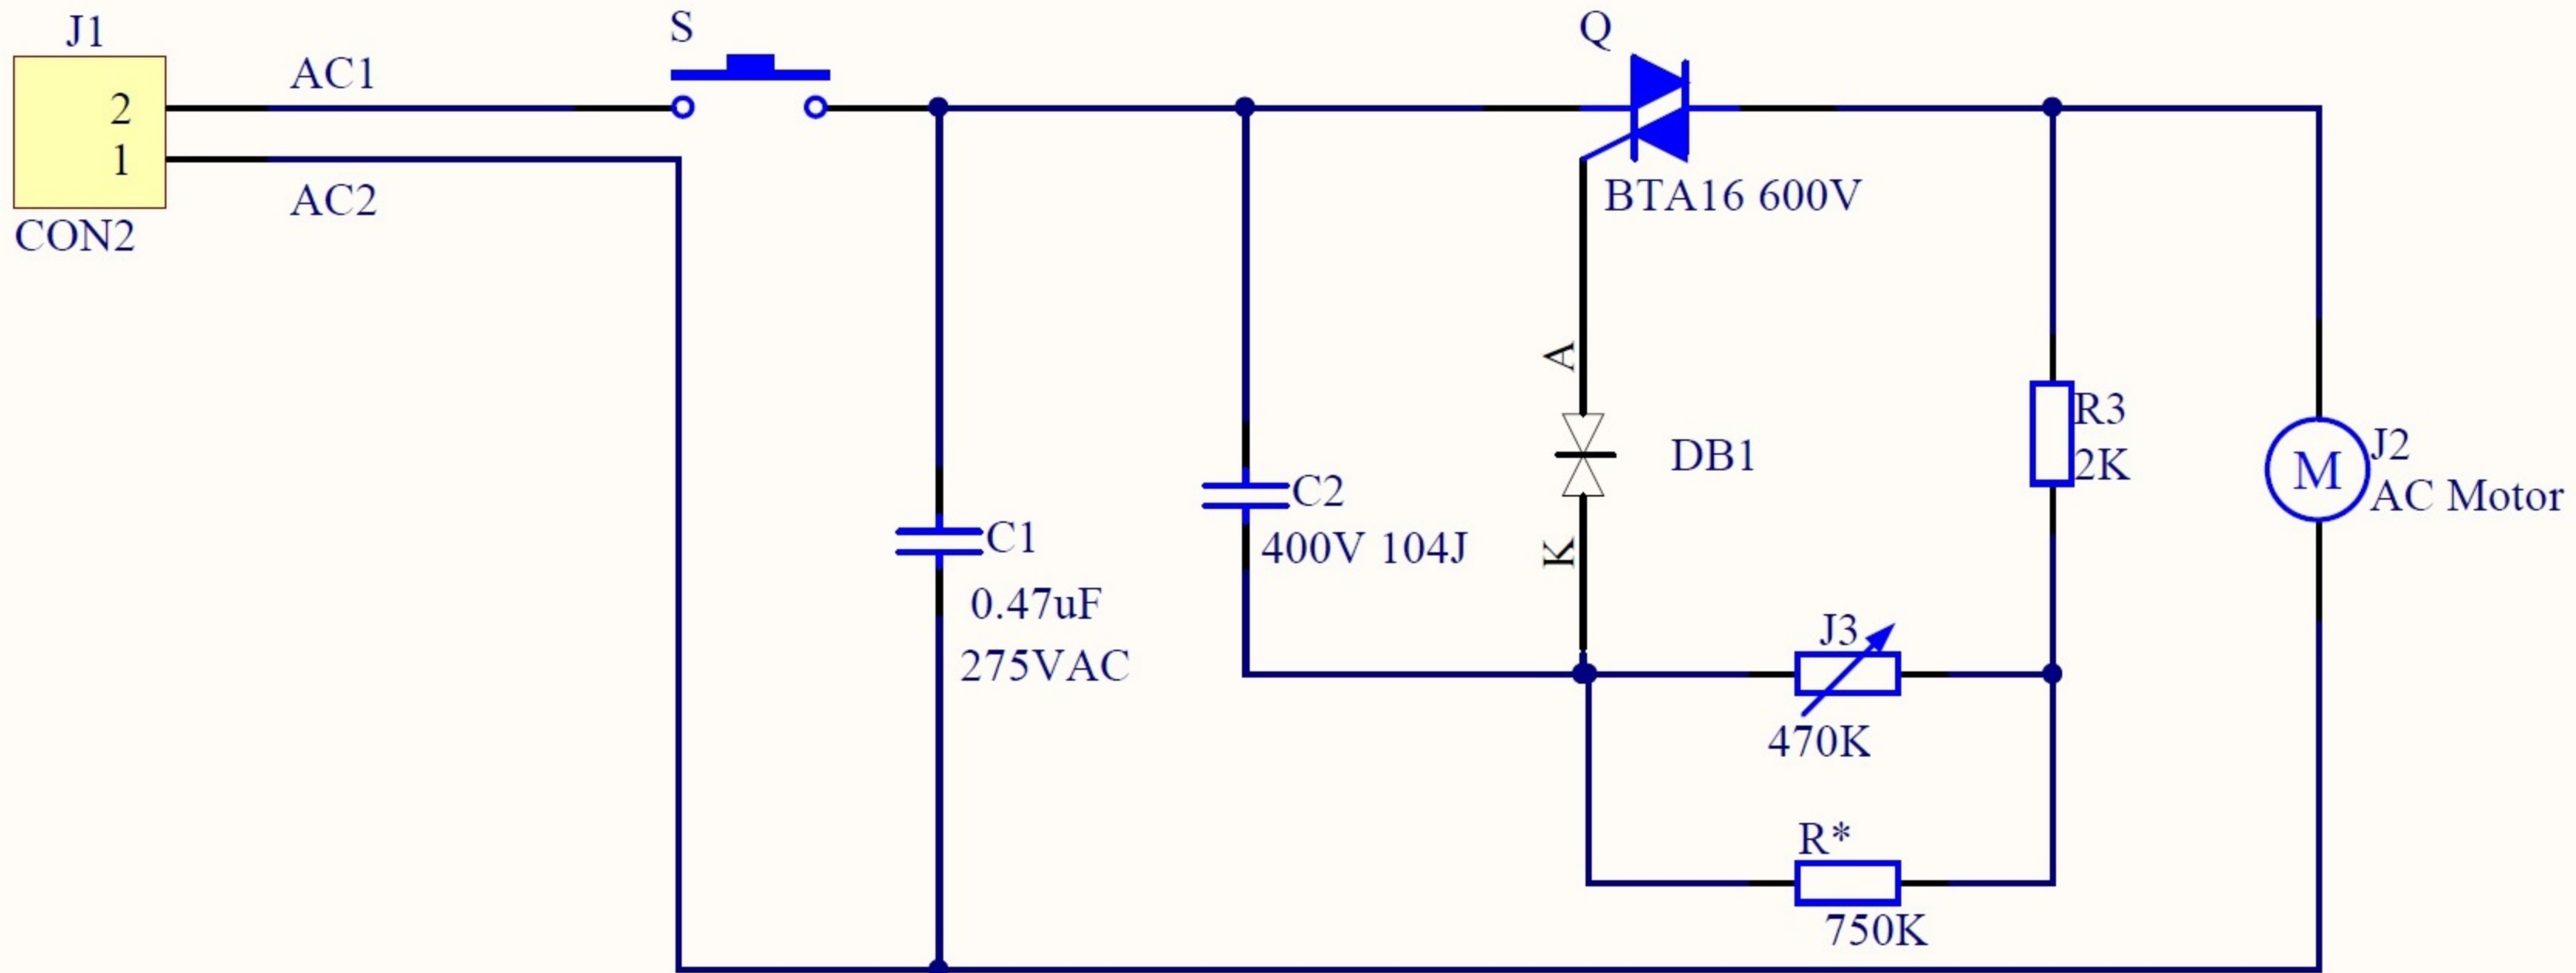 J1
S
Q
AC1
2
1
AC2
CON2
BTA16 600V
A
DB1
K
R3
2K
J2
M
AC Motor
C2
400V 104J
C1
0.47uF
275VAC
J3
470K
R*
750K